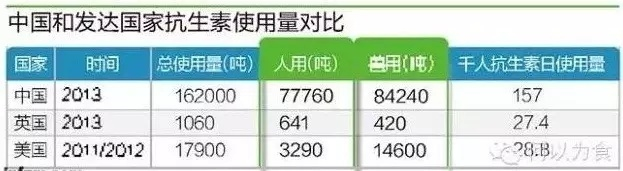 中国和发达国家抗生素使用量对比
国家 时间 总使用量(吨) 人用(吨) 兽用(吨) 千人抗生素日使用量
中国 2013 162000 77760 84240 157
英国 2013 1060 641 420 27.4
美国 2011/2012 17900 3290 14600 28.8
以为食